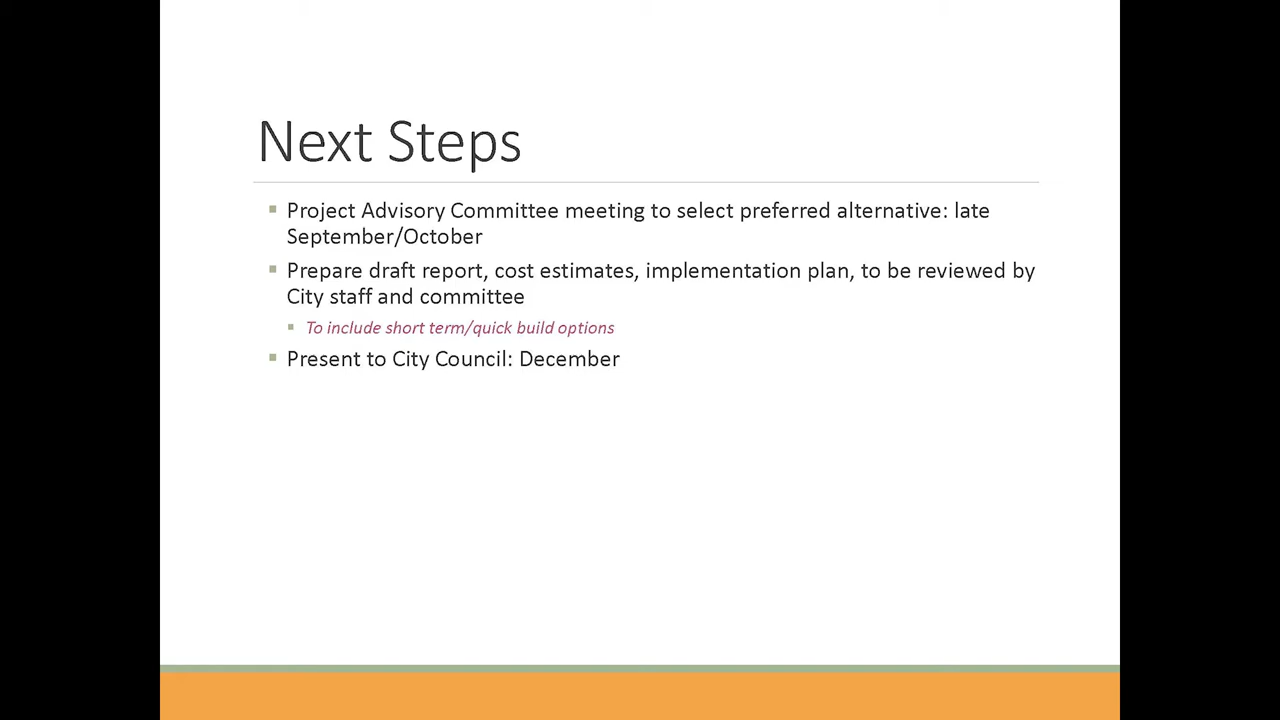 Next Steps
Project Advisory Committee meeting to select preferred alternative: late
September/October
Prepare draft report, cost estimates, implementation plan, to be reviewed by
City staff and committee
To include short term/quick build options
Present to City Council: December